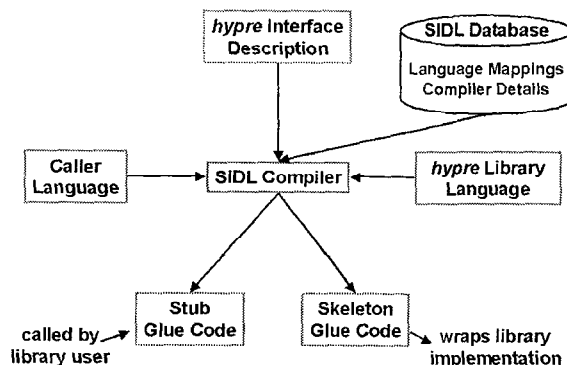 hypre Interface
Description
SIDL Database
Language Mappings
Compiler Details
Caller
Language
SIDL Compiler
hypre Library
Language
Stub
Glue Code
Skeleton
Glue Code
called by
library user
wraps library
implementation